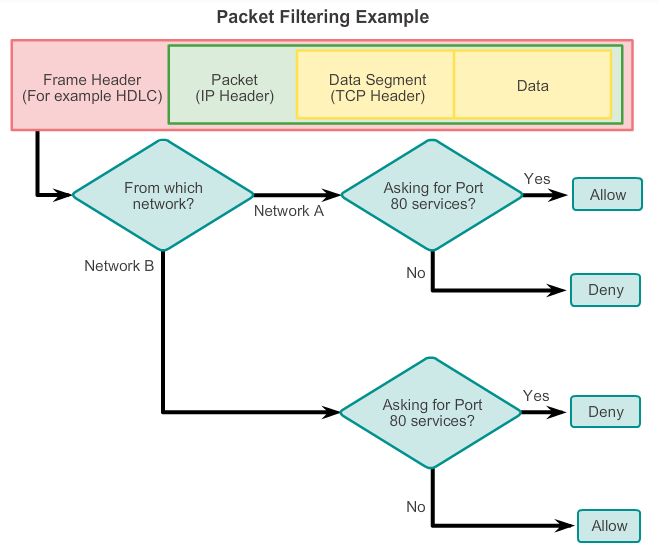 Packet Filtering Example
Frame Header
(For example HDLC)
Packet
(IP Header)
Data Segment
(TCP Header)
Data
From which
network?
Network A
Asking for Port
80 services?
Yes
Allow
No
Deny
Network B
Asking for Port
80 services?
Yes
Deny
No
Allow